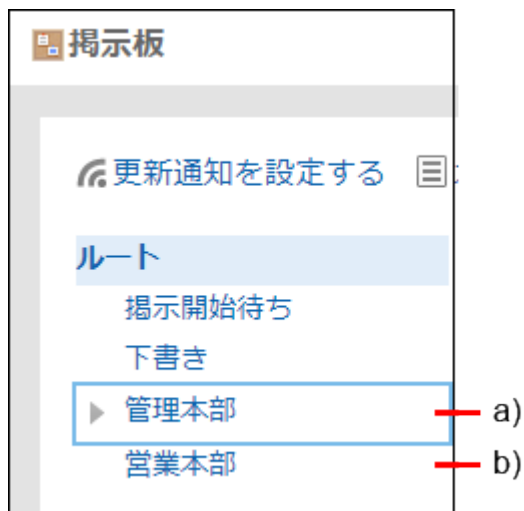 掲示板
更新通知を設定する
ルート
掲示開始待ち
下書き
管理本部 a)
営業本部 b)